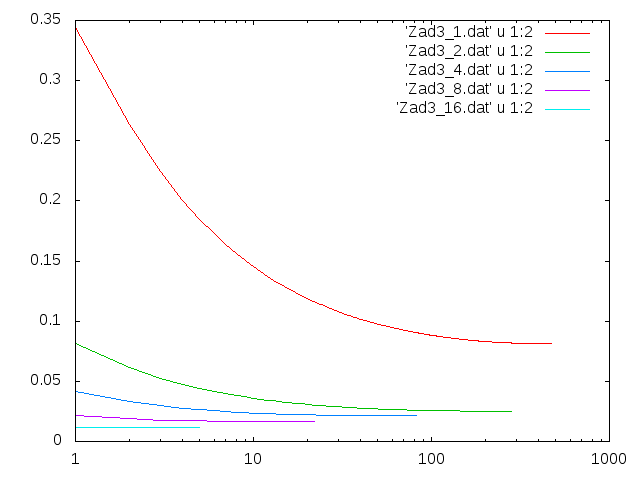 0.35
0.3
0.25
0.2
0.15
0.1
0.05
0
1
10
100
1000
'Zad3_1.dat' u 1:2
'Zad3_2.dat' u 1:2
'Zad3_4.dat' u 1:2
'Zad3_8.dat' u 1:2
'Zad3_16.dat' u 1:2